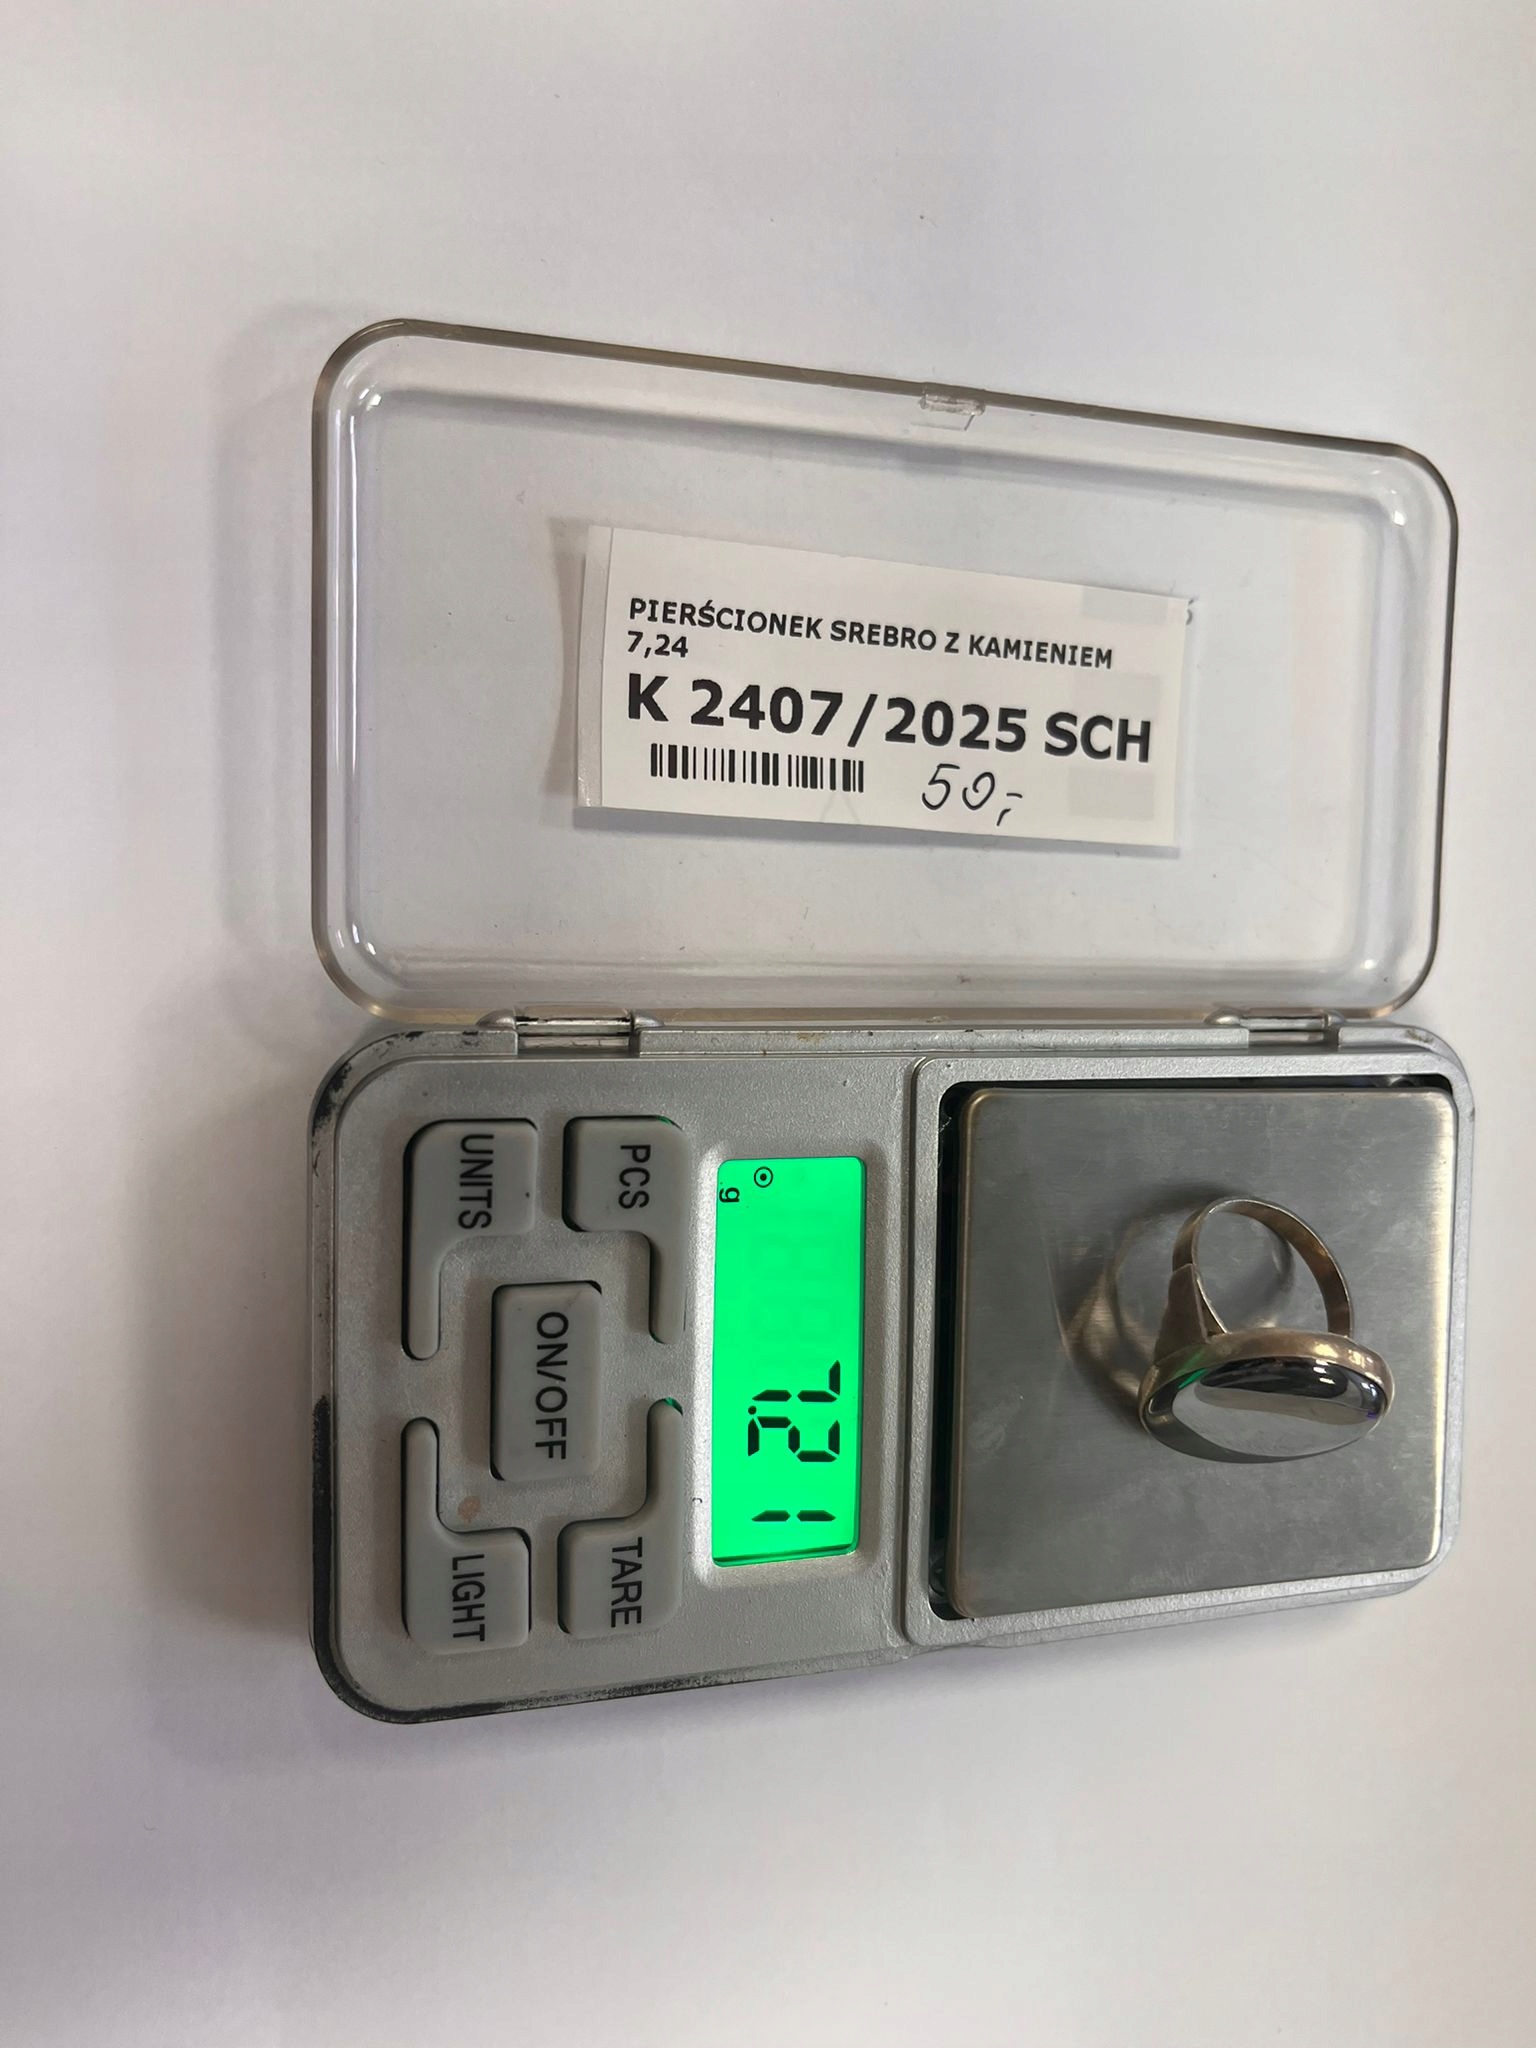 PIERŚCIONEK SREBRO Z KAMIENIEM
7,24
K 2407/2025 SCH
50,-
UNITS
PCS
ON/OFF
LIGHT
TARE
g
7.21